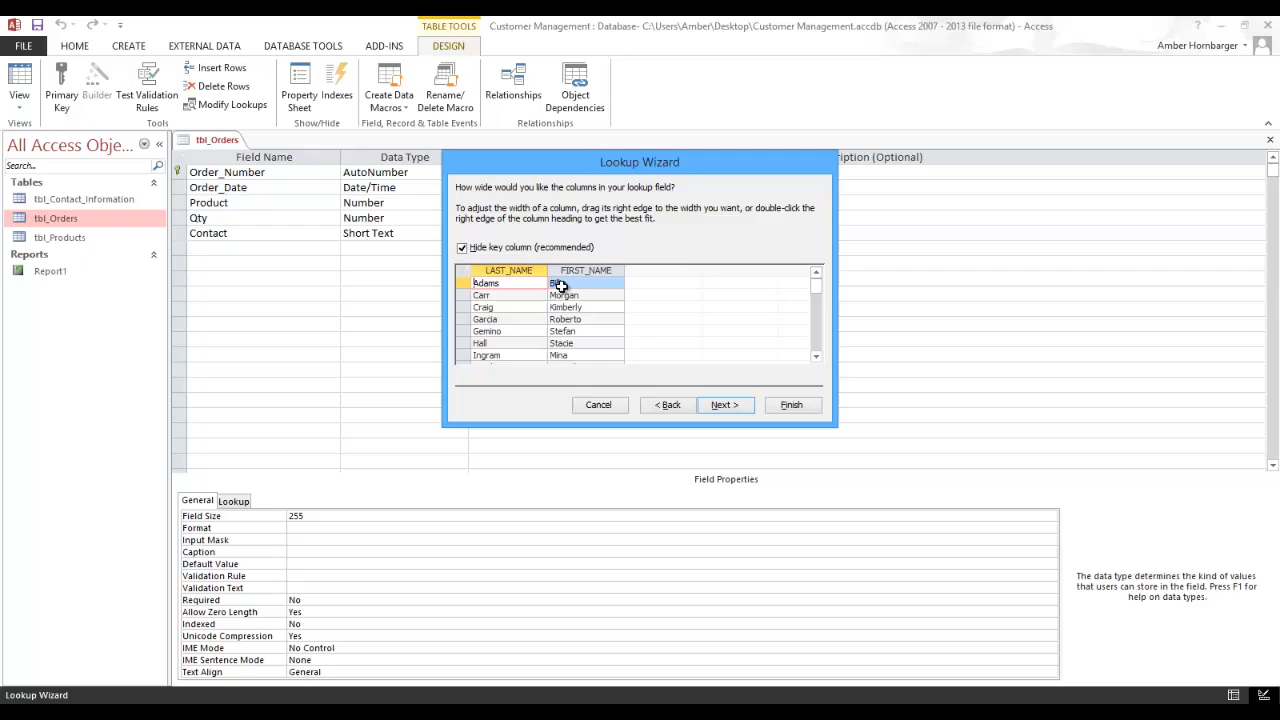 TABLE TOOLS
Customer Management : Database- C:\Users\Amber\Desktop\Customer Management.accdb (Access 2007 - 2013 file format) - Access
FILE HOME CREATE EXTERNAL DATA DATABASE TOOLS ADD-INS DESIGN Amber Hornbarger
View
Primary Key
Builder
Test Validation Rules
Insert Rows
Delete Rows
Modify Lookups
Property Sheet
Indexes
Create Data Macros
Rename/ Delete Macro
Relationships
Object Dependencies
Views Tools Show/Hide Field, Record & Table Events Relationships
All Access Obje...
Search...
Tables
tbl_Contact_Information
tbl_Orders
tbl_Products
Reports
Report1
tbl_Orders
Field Name Data Type ription (Optional)
Order_Number AutoNumber
Order_Date Date/Time
Product Number
Qty Number
Contact Short Text
Lookup Wizard
How wide would you like the columns in your lookup field?
To adjust the width of a column, drag its right edge to the width you want, or double-click the
right edge of the column heading to get the best fit.
Hide key column (recommended)
LAST_NAME FIRST_NAME
Adams
Carr Morgan
Craig Kimberly
Garcia Roberto
Gemino Stefan
Hall Stacie
Ingram Mina
Cancel < Back Next > Finish
Field Properties
General Lookup
Field Size 255
Format
Input Mask
Caption
Default Value
Validation Rule
Validation Text
Required No
Allow Zero Length Yes
Indexed No
Unicode Compression Yes
IME Mode No Control
IME Sentence Mode None
Text Align General
The data type determines the kind of values
that users can store in the field. Press F1 for
help on data types.
Lookup Wizard